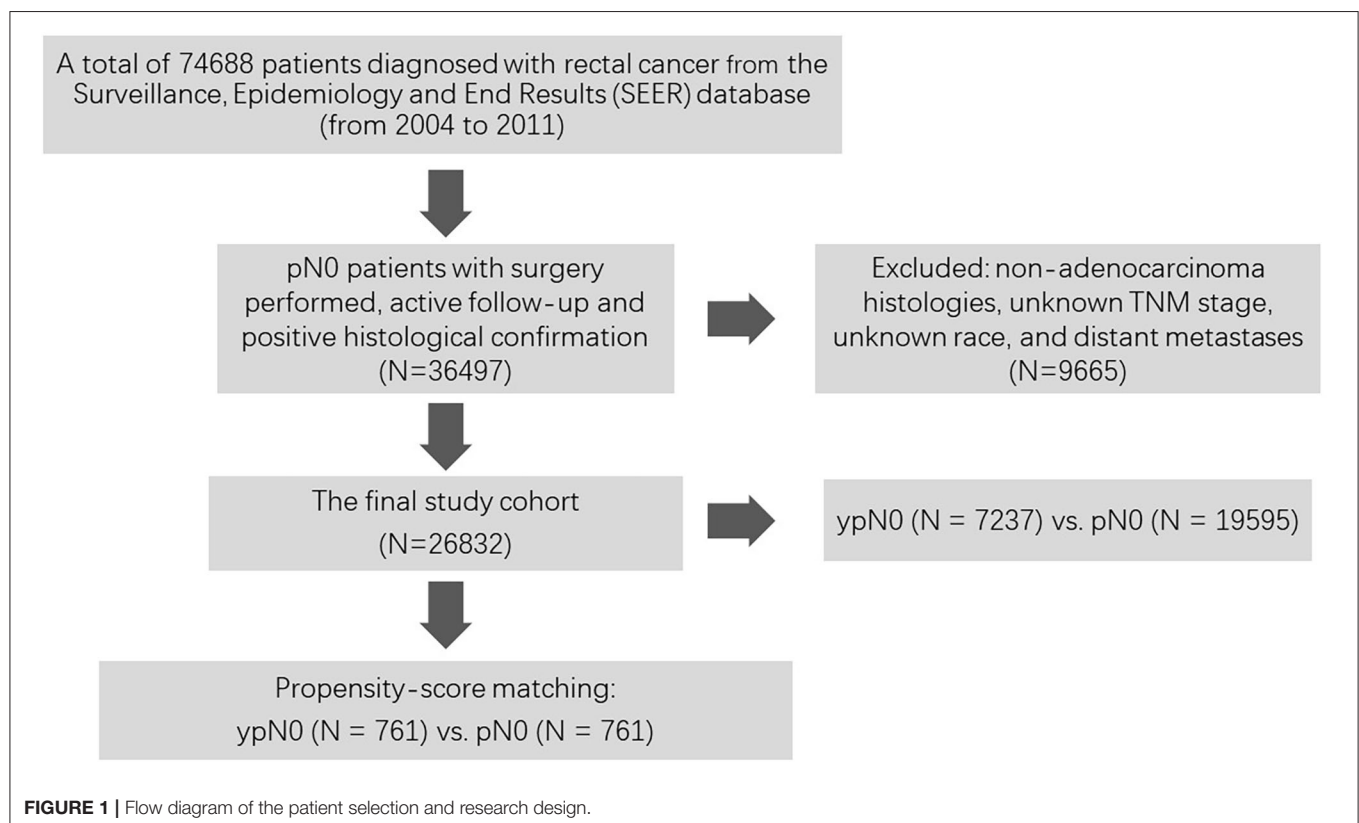 A total of 74688 patients diagnosed with rectal cancer from the
Surveillance, Epidemiology and End Results (SEER) database
(from 2004 to 2011)
pN0 patients with surgery
performed, active follow-up and
positive histological confirmation
(N=36497)
Excluded: non-adenocarcinoma
histologies, unknown TNM stage,
unknown race, and distant metastases
(N=9665)
The final study cohort
(N=26832)
ypN0 (N = 7237) vs. pN0 (N = 19595)
Propensity-score matching:
ypN0 (N = 761) vs. pN0 (N = 761)
FIGURE 1 | Flow diagram of the patient selection and research design.